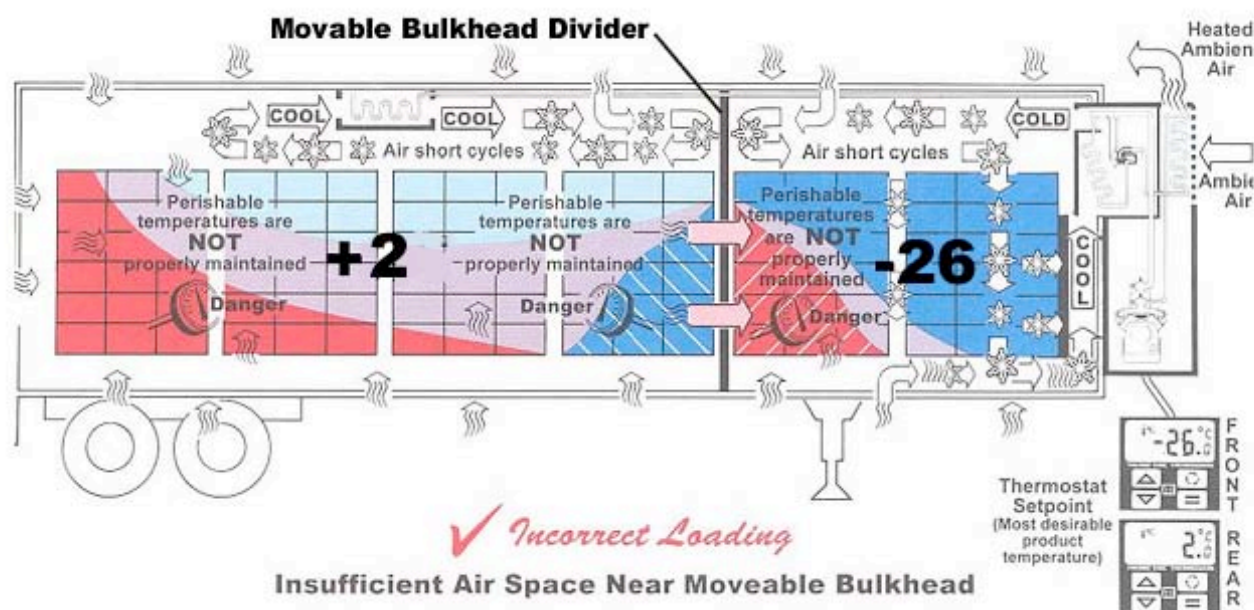 Movable Bulkhead Divider
Heated
Ambien
Air
COOL
COOL
COLD
Air short cycles
Air short cycles
Ambie
Air
Perishable
temperatures are
NOT
properly maintained
+2
Perishable
temperatures are
NOT
properly maintained
Perishable
temperatures
are NOT
properly
maintained
-26
COOL
Danger
Danger
Danger
Thermostat
Setpoint
(Most desirable
product
temperature)
-26.0 °C
FRONT
2.0 °C
REAR
Incorrect Loading
Insufficient Air Space Near Moveable Bulkhead